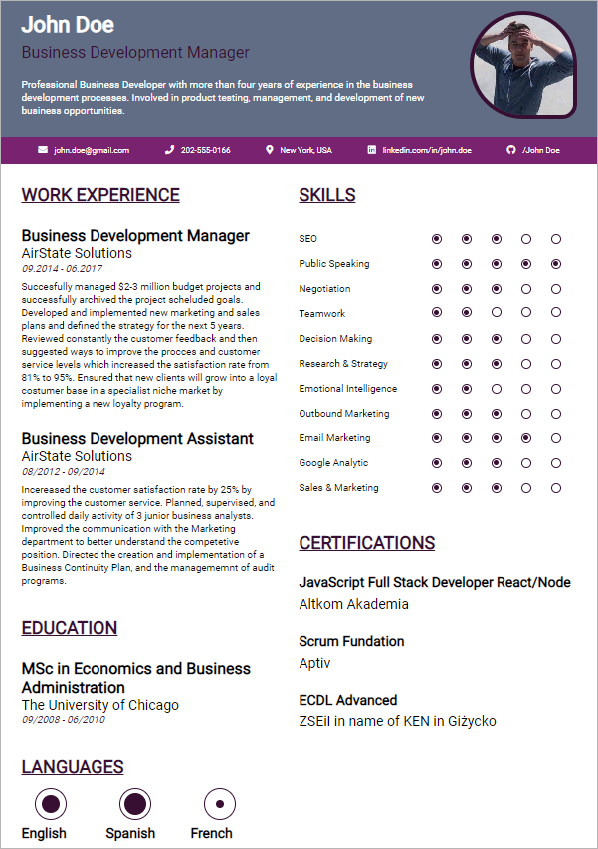 John Doe
Business Development Manager
Professional Business Developer with more than four years of experience in the business
development processes. Involved in product testing, management, and development of new
business opportunities.
john.doe@gmail.com 202-555-0166 New York, USA linkedin.com/in/john.doe /John Doe
WORK EXPERIENCE
Business Development Manager
AirState Solutions
09.2014 - 06.2017
Succesfully managed $2-3 million budget projects and
successfully archived the project scheluded goals.
Developed and implemented new marketing and sales
plans and defined the strategy for the next 5 years.
Reviewed constantly the customer feedback and then
suggested ways to improve the procces and customer
service levels which increased the satisfaction rate from
81% to 95%. Ensured that new clients will grow into a loyal
costumer base in a specialist niche market by
implementing a new loyalty program.
Business Development Assistant
AirState Solutions
08/2012 - 09/2014
Incereased the customer satisfaction rate by 25% by
improving the customer service. Planned, supervised, and
controlled daily activity of 3 junior business analysts.
Improved the communication with the Marketing
department to better understand the competetive
position. Directec the creation and implementation of a
Business Continuity Plan, and the managememnt of audit
programs.
EDUCATION
MSc in Economics and Business
Administration
The University of Chicago
09/2008 - 06/2010
LANGUAGES
English Spanish French
SKILLS
SEO
Public Speaking
Negotiation
Teamwork
Decision Making
Research & Strategy
Emotional Intelligence
Outbound Marketing
Email Marketing
Google Analytic
Sales & Marketing
CERTIFICATIONS
JavaScript Full Stack Developer React/Node
Altkom Akademia
Scrum Fundation
Aptiv
ECDL Advanced
ZSEiI in name of KEN in Giżycko